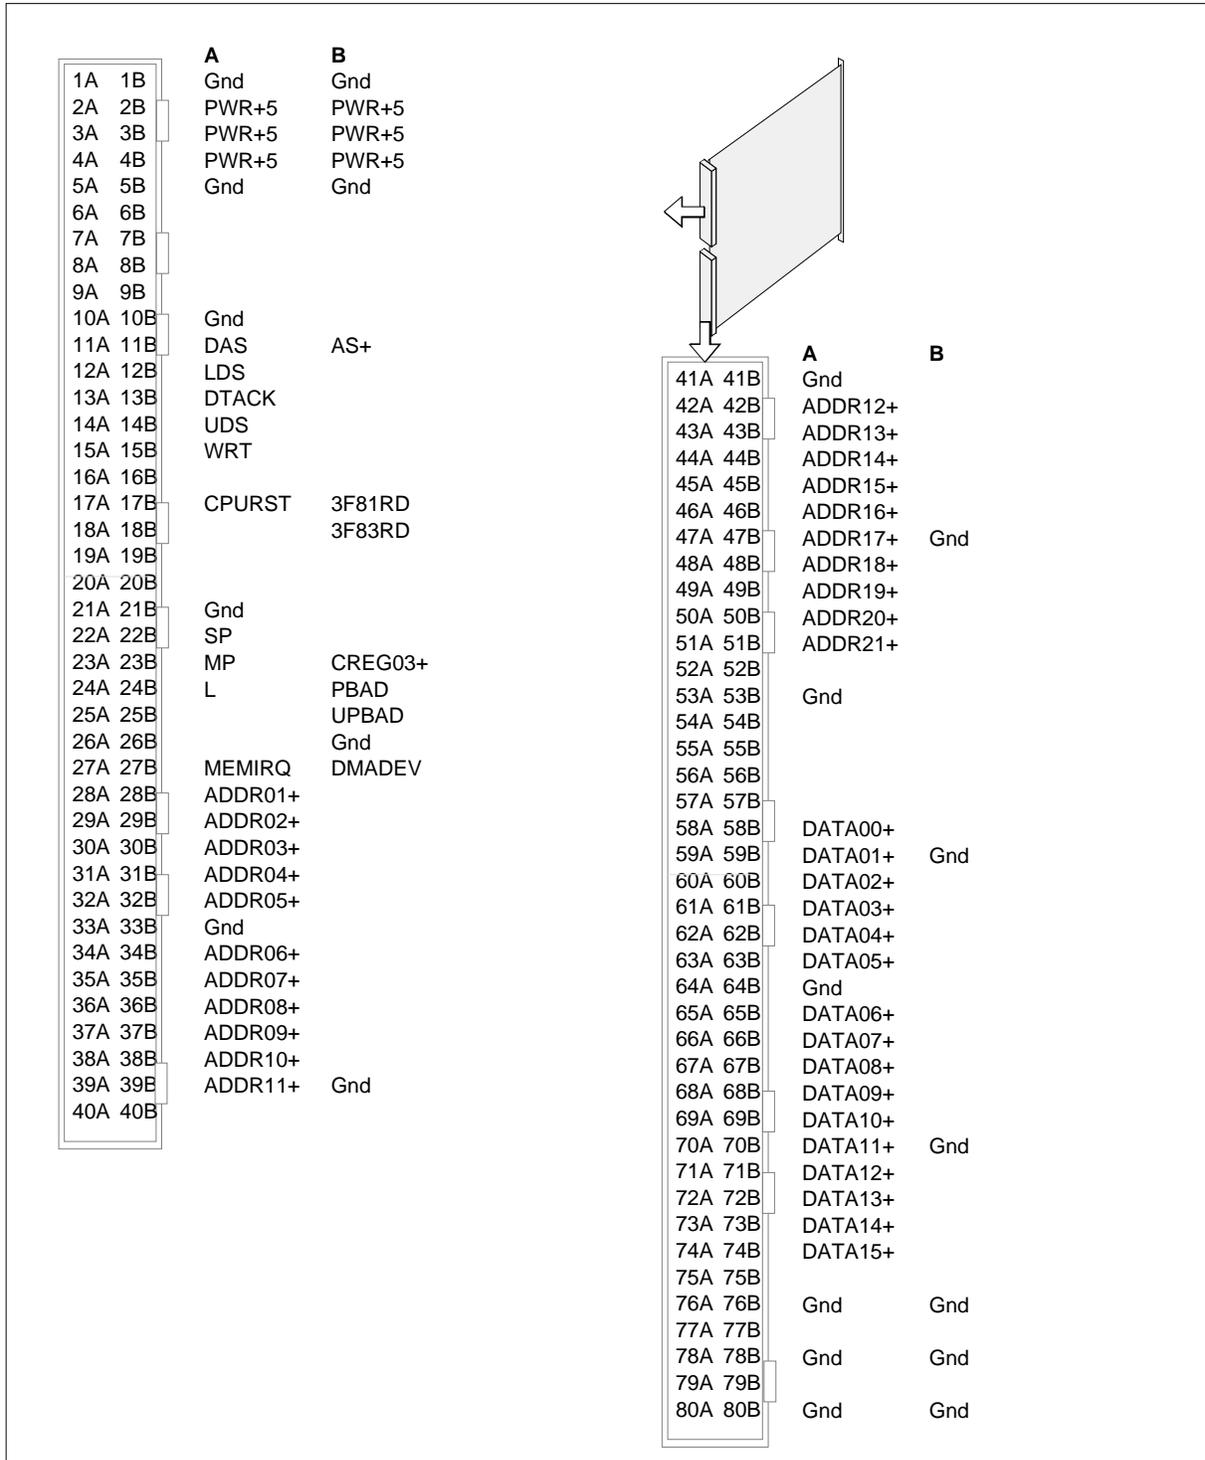 A B
1A 1B Gnd Gnd
2A 2B PWR+5 PWR+5
3A 3B PWR+5 PWR+5
4A 4B PWR+5 PWR+5
5A 5B Gnd Gnd
6A 6B
7A 7B
8A 8B
9A 9B
10A 10B Gnd
11A 11B DAS AS+
12A 12B LDS
13A 13B DTACK
14A 14B UDS
15A 15B WRT
16A 16B
17A 17B CPURST 3F81RD
18A 18B 3F83RD
19A 19B
20A 20B
21A 21B Gnd
22A 22B SP
23A 23B MP CREG03+
24A 24B L PBAD
25A 25B UPBAD
26A 26B Gnd
27A 27B MEMIRQ DMADEV
28A 28B ADDR01+
29A 29B ADDR02+
30A 30B ADDR03+
31A 31B ADDR04+
32A 32B ADDR05+
33A 33B Gnd
34A 34B ADDR06+
35A 35B ADDR07+
36A 36B ADDR08+
37A 37B ADDR09+
38A 38B ADDR10+
39A 39B ADDR11+ Gnd
40A 40B
A B
41A 41B Gnd
42A 42B ADDR12+
43A 43B ADDR13+
44A 44B ADDR14+
45A 45B ADDR15+
46A 46B ADDR16+
47A 47B ADDR17+ Gnd
48A 48B ADDR18+
49A 49B ADDR19+
50A 50B ADDR20+
51A 51B ADDR21+
52A 52B
53A 53B Gnd
54A 54B
55A 55B
56A 56B
57A 57B
58A 58B DATA00+
59A 59B DATA01+ Gnd
60A 60B DATA02+
61A 61B DATA03+
62A 62B DATA04+
63A 63B DATA05+
64A 64B Gnd
65A 65B DATA06+
66A 66B DATA07+
67A 67B DATA08+
68A 68B DATA09+
69A 69B DATA10+
70A 70B DATA11+ Gnd
71A 71B DATA12+
72A 72B DATA13+
73A 73B DATA14+
74A 74B DATA15+
75A 75B
76A 76B Gnd Gnd
77A 77B
78A 78B Gnd Gnd
79A 79B
80A 80B Gnd Gnd